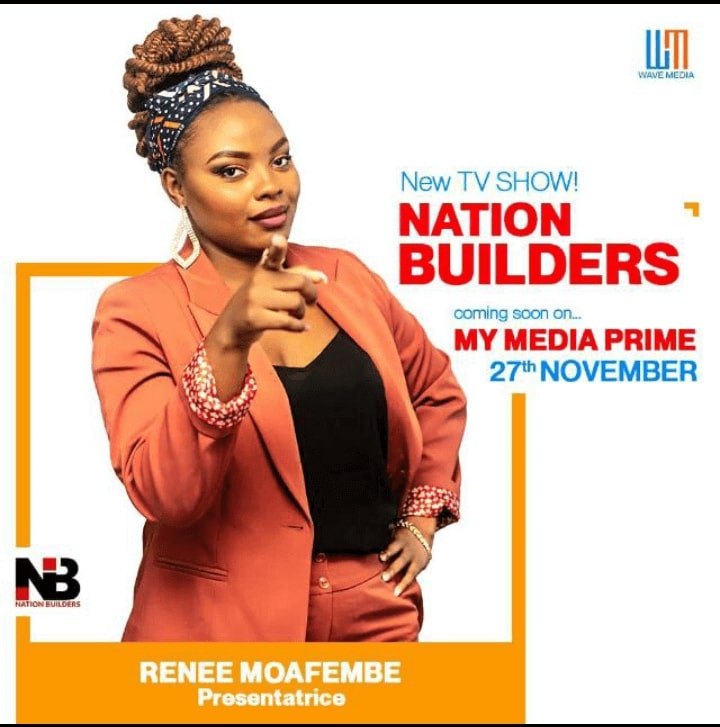 WAVE MEDIA
New TV SHOW!
NATION
BUILDERS
coming soon on...
MY MEDIA PRIME
27th NOVEMBER
NB
NATION BUILDERS
RENEE MOAFEMBE
Presentatrice